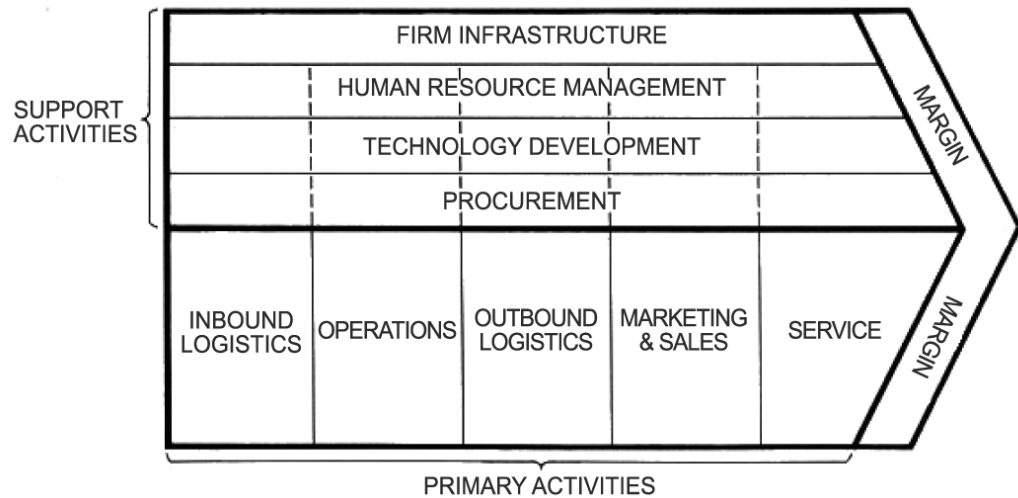 FIRM INFRASTRUCTURE
HUMAN RESOURCE MANAGEMENT
SUPPORT
ACTIVITIES
TECHNOLOGY DEVELOPMENT
PROCUREMENT
MARGIN
INBOUND
LOGISTICS
OPERATIONS
OUTBOUND
LOGISTICS
MARKETING
& SALES
SERVICE
MARGIN
PRIMARY ACTIVITIES